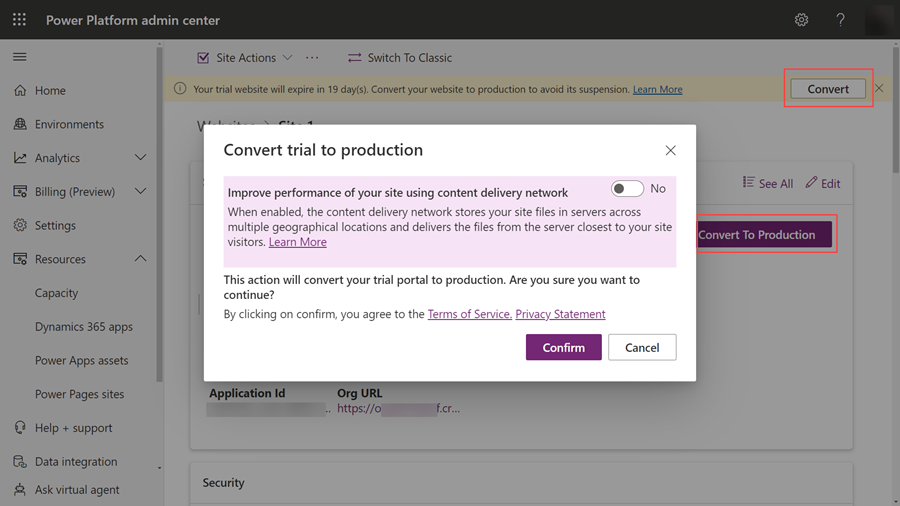 Power Platform admin center
?
Site Actions
···
Switch To Classic
Your trial website will expire in 19 day(s). Convert your website to production to avoid its suspension. Learn More
Convert
Home
Environments
Analytics
Billing (Preview)
Settings
Resources
Capacity
Dynamics 365 apps
Power Apps assets
Power Pages sites
Help + support
Data integration
Ask virtual agent
Websites > Site 1
See All
Edit
Convert To Production
Convert trial to production
Improve performance of your site using content delivery network
No
When enabled, the content delivery network stores your site files in servers across
multiple geographical locations and delivers the files from the server closest to your site
visitors. Learn More
This action will convert your trial portal to production. Are you sure you want to
continue?
By clicking on confirm, you agree to the Terms of Service. Privacy Statement
Confirm
Cancel
Application Id
Org URL
..
https://o f.cr...
Security